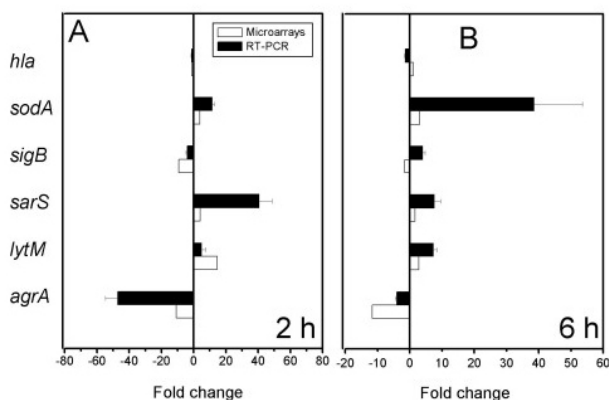 A
Microarrays
RT-PCR
B
hla
sodA
sigB
sarS
lytM
agrA
2 h
6 h
-80 -60 -40 -20 0 20 40 60 80
-20 -10 0 10 20 30 40 50 60
Fold change
Fold change